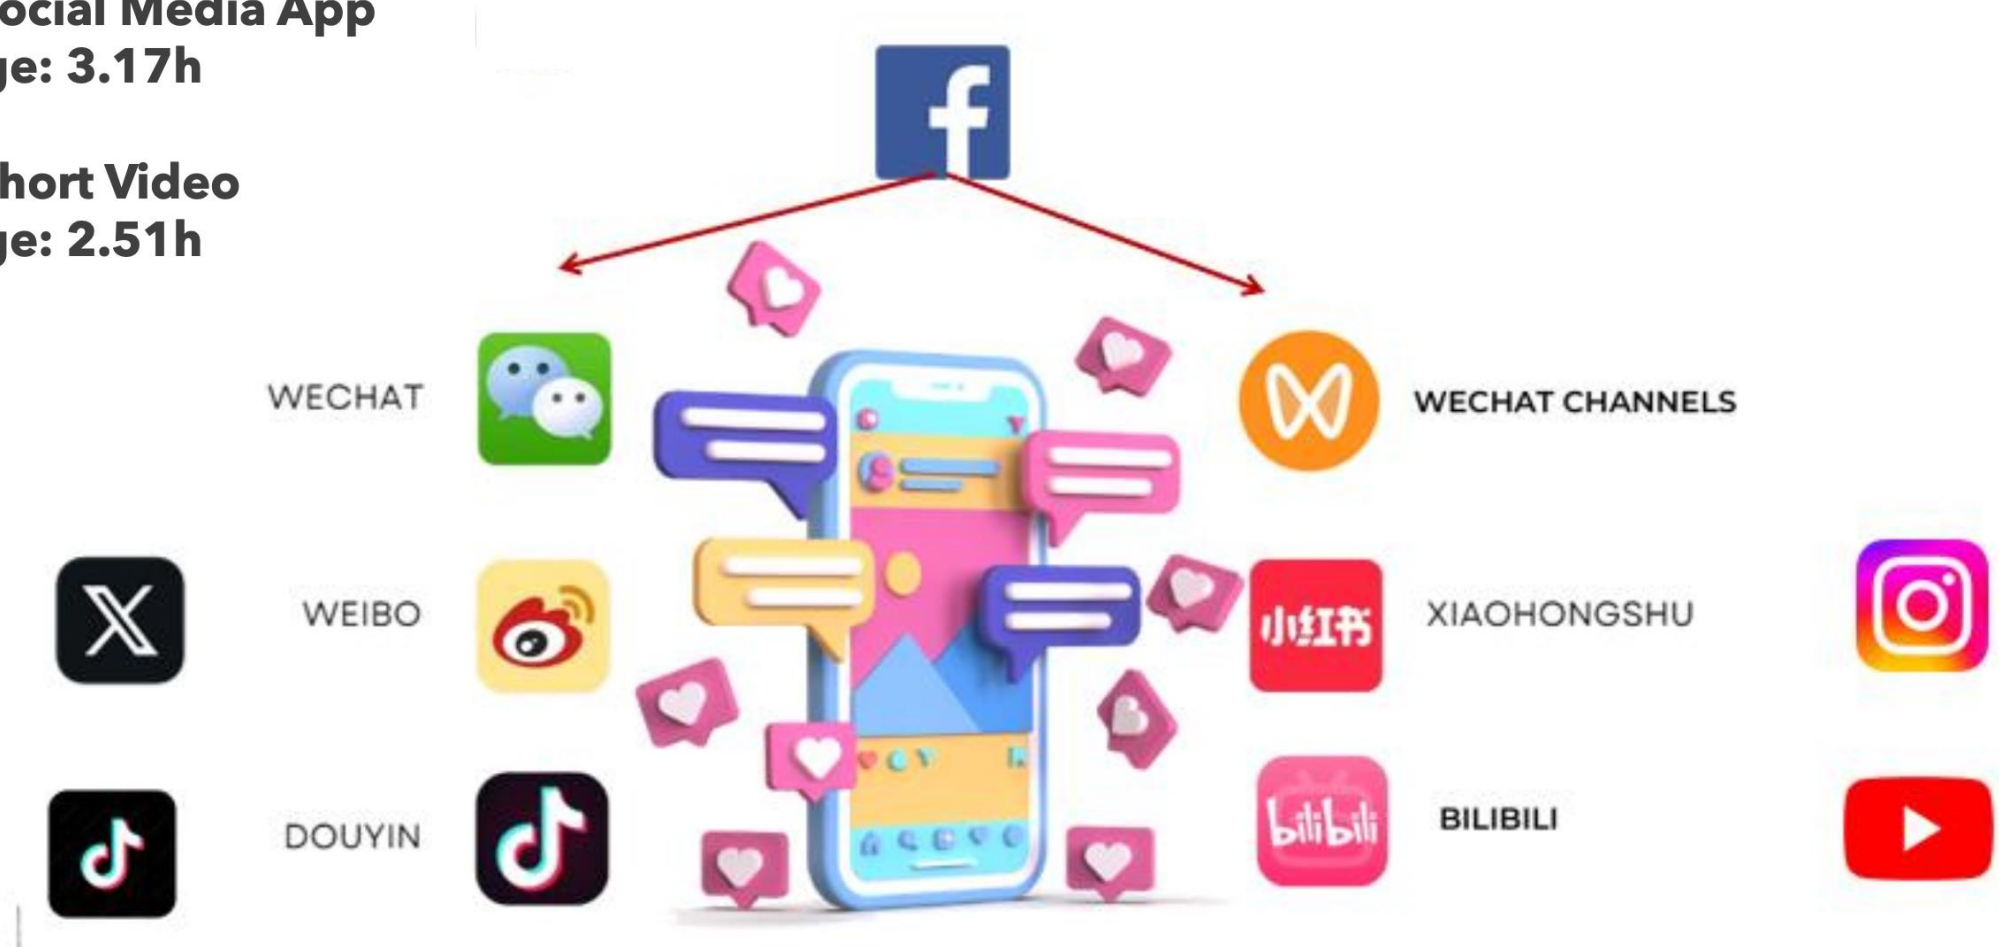 ocial Media App
ge: 3.17h
hort Video
ge: 2.51h
f
WECHAT
WECHAT CHANNELS
X
WEIBO
小红书
XIAOHONGSHU
DOUYIN
bilibili
BILIBILI